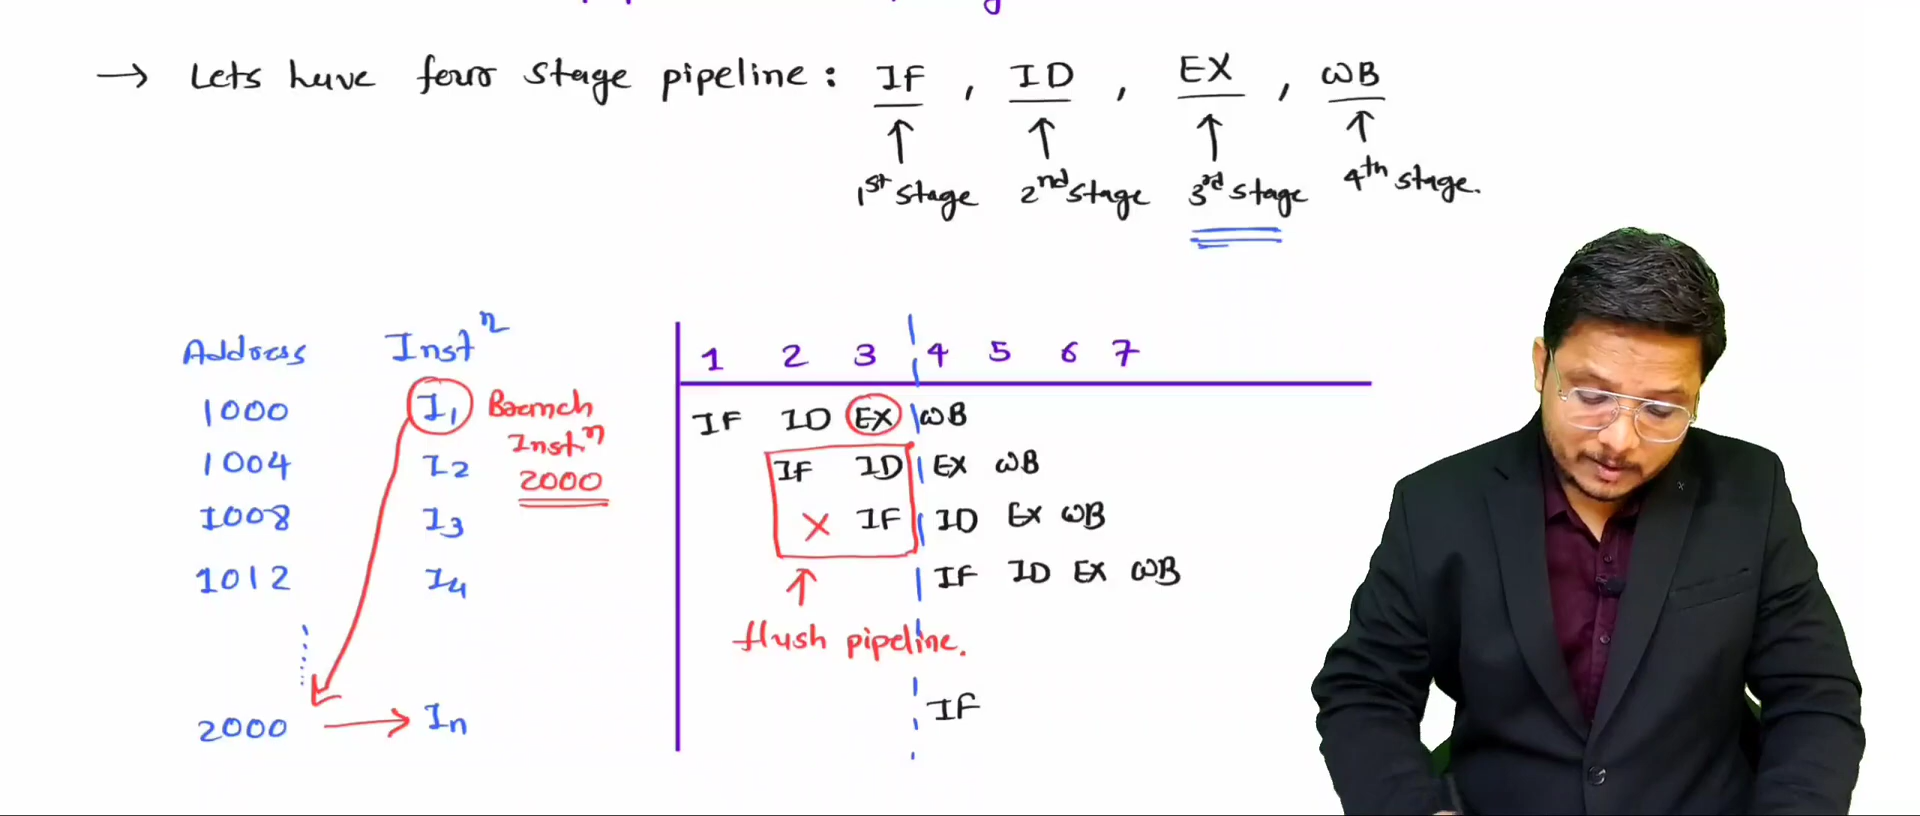 → Lets have four stage pipeline : IF , ID , EX , WB
1st stage 2nd stage 3rd stage 4th stage.
Address Instn 1 2 3 4 5 6 7
1000 I1 Branch Instn 2000 IF ID EX WB
1004 I2 IF ID EX WB
1008 I3 X IF ID EX WB
1012 I4 IF ID EX WB
flush pipeline.
2000 → In IF